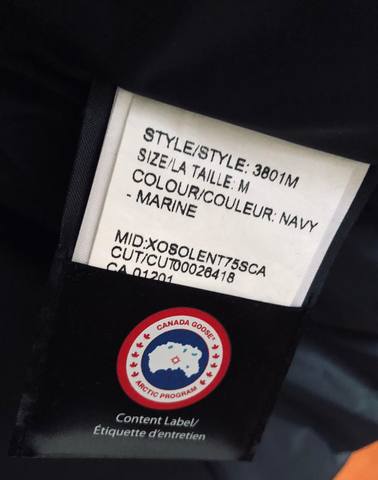 STYLE/STYLE: 3801M
SIZE/LA TAILLE: M
COLOUR/COULEUR: NAVY
- MARINE
MID:XOSOLENT75SCA
CUT/CUT00028418
CA 01201
CANADA GOOSE
ARCTIC PROGRAM
Content Label/
Étiquette d'entretien